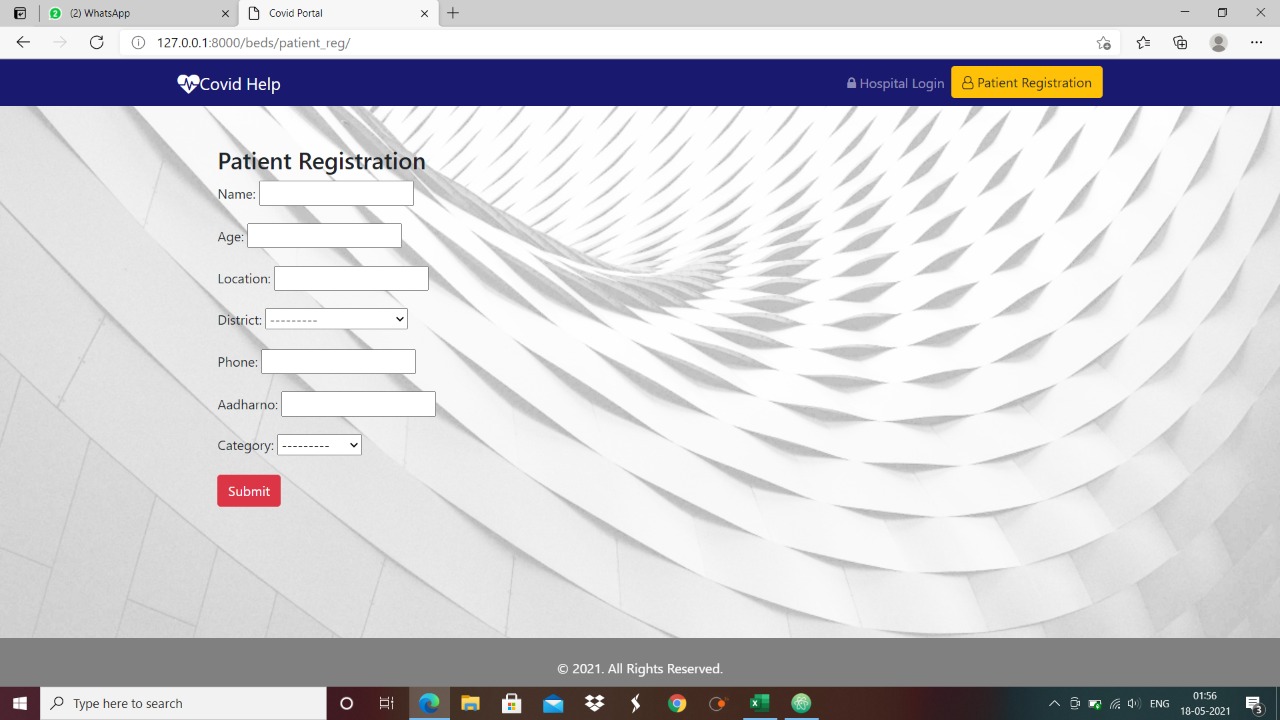 (2) WhatsApp
Covid Portal
127.0.0.1:8000/beds/patient_reg/
Covid Help
Hospital Login
Patient Registration
Patient Registration
Name:
Age:
Location:
District: ---------
Phone:
Aadharno:
Category: ---------
Submit
© 2021. All Rights Reserved.
Type here to search
ENG
01:56
18-05-2021
3